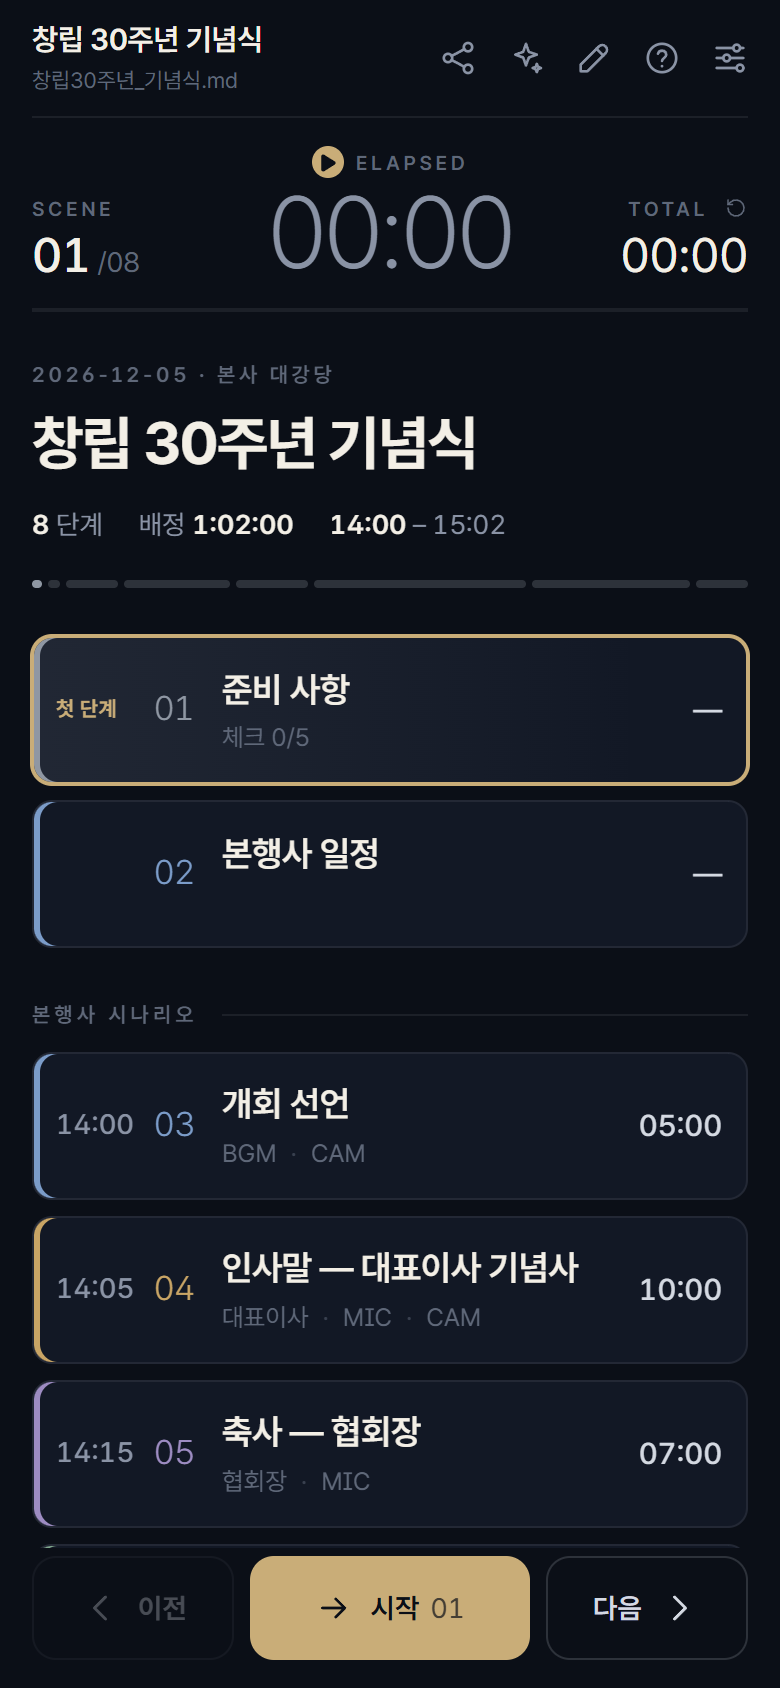 창립 30주년 기념식
창립30주년_기념식.md
ELAPSED
SCENE
01 /08
00:00
TOTAL
00:00
2026-12-05 · 본사 대강당
창립 30주년 기념식
8 단계 배정 1:02:00 14:00 – 15:02
첫 단계 01 준비 사항 —
체크 0/5
02 본행사 일정 —
본행사 시나리오
14:00 03 개회 선언 05:00
BGM · CAM
14:05 04 인사말 — 대표이사 기념사 10:00
대표이사 · MIC · CAM
14:15 05 축사 — 협회장 07:00
협회장 · MIC
이전
시작 01
다음